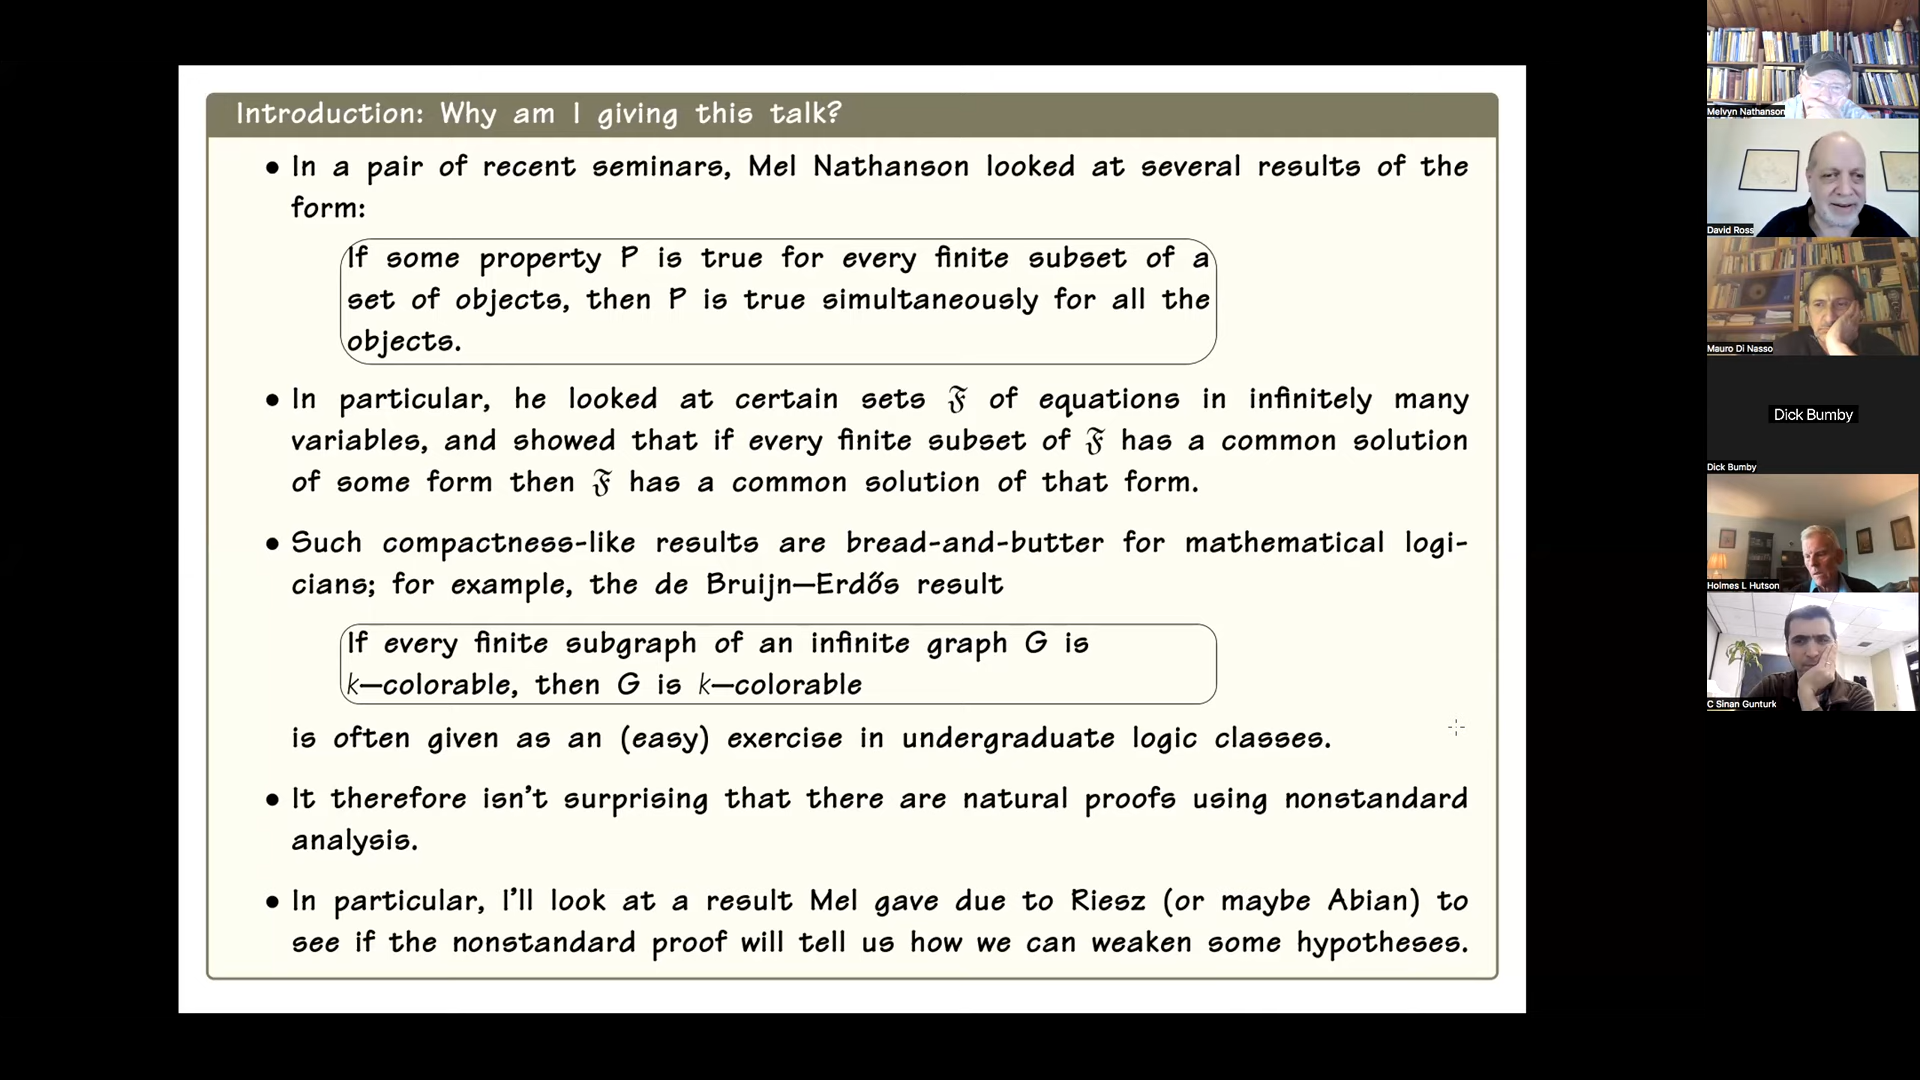 Introduction: Why am I giving this talk?
• In a pair of recent seminars, Mel Nathanson looked at several results of the
form:
If some property P is true for every finite subset of a
set of objects, then P is true simultaneously for all the
objects.
• In particular, he looked at certain sets 𝔉 of equations in infinitely many
variables, and showed that if every finite subset of 𝔉 has a common solution
of some form then 𝔉 has a common solution of that form.
• Such compactness-like results are bread-and-butter for mathematical logi-
cians; for example, the de Bruijn—Erdős result
If every finite subgraph of an infinite graph G is
k—colorable, then G is k—colorable
is often given as an (easy) exercise in undergraduate logic classes.
• It therefore isn't surprising that there are natural proofs using nonstandard
analysis.
• In particular, I'll look at a result Mel gave due to Riesz (or maybe Abian) to
see if the nonstandard proof will tell us how we can weaken some hypotheses.
Melvyn Nathanson
David Ross
Mauro Di Nasso
Dick Bumby
Dick Bumby
Holmes L Hutson
C Sinan Gunturk